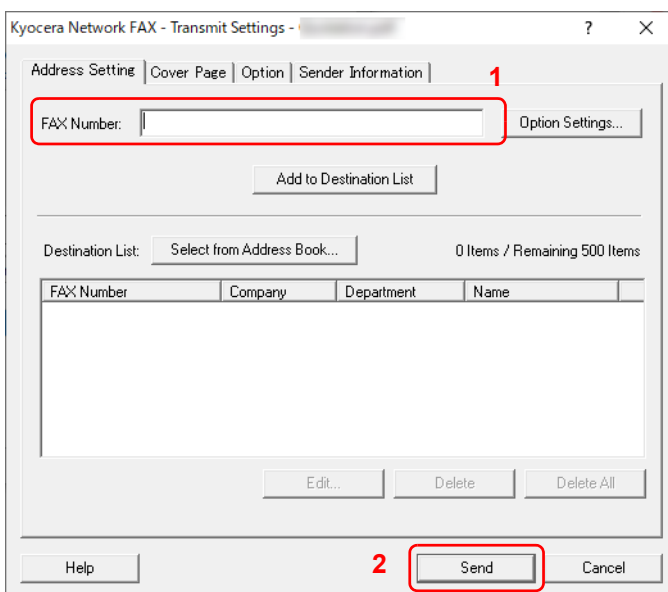 Kyocera Network FAX - Transmit Settings -
? ×
Address Setting Cover Page Option Sender Information 1
FAX Number: Option Settings...
Add to Destination List
Destination List: Select from Address Book... 0 Items / Remaining 500 Items
FAX Number Company Department Name
Edit... Delete Delete All
Help 2 Send Cancel